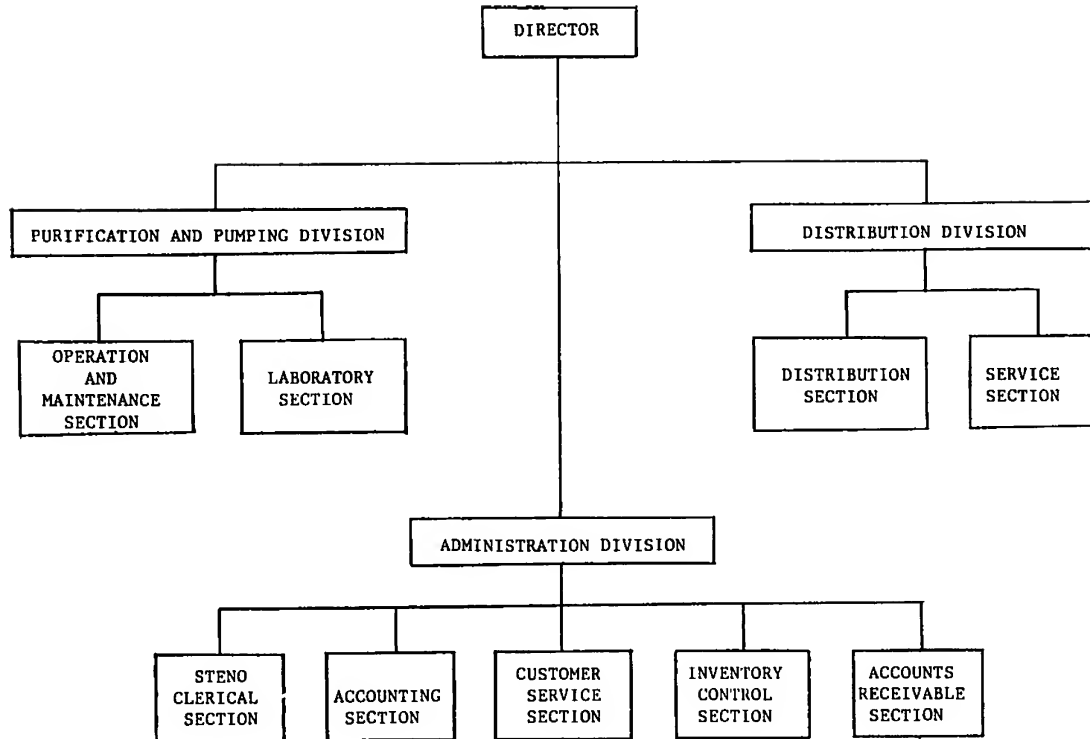 DIRECTOR
PURIFICATION AND PUMPING DIVISION
DISTRIBUTION DIVISION
OPERATION
AND
MAINTENANCE
SECTION
LABORATORY
SECTION
DISTRIBUTION
SECTION
SERVICE
SECTION
ADMINISTRATION DIVISION
STENO
CLERICAL
SECTION
ACCOUNTING
SECTION
CUSTOMER
SERVICE
SECTION
INVENTORY
CONTROL
SECTION
ACCOUNTS
RECEIVABLE
SECTION